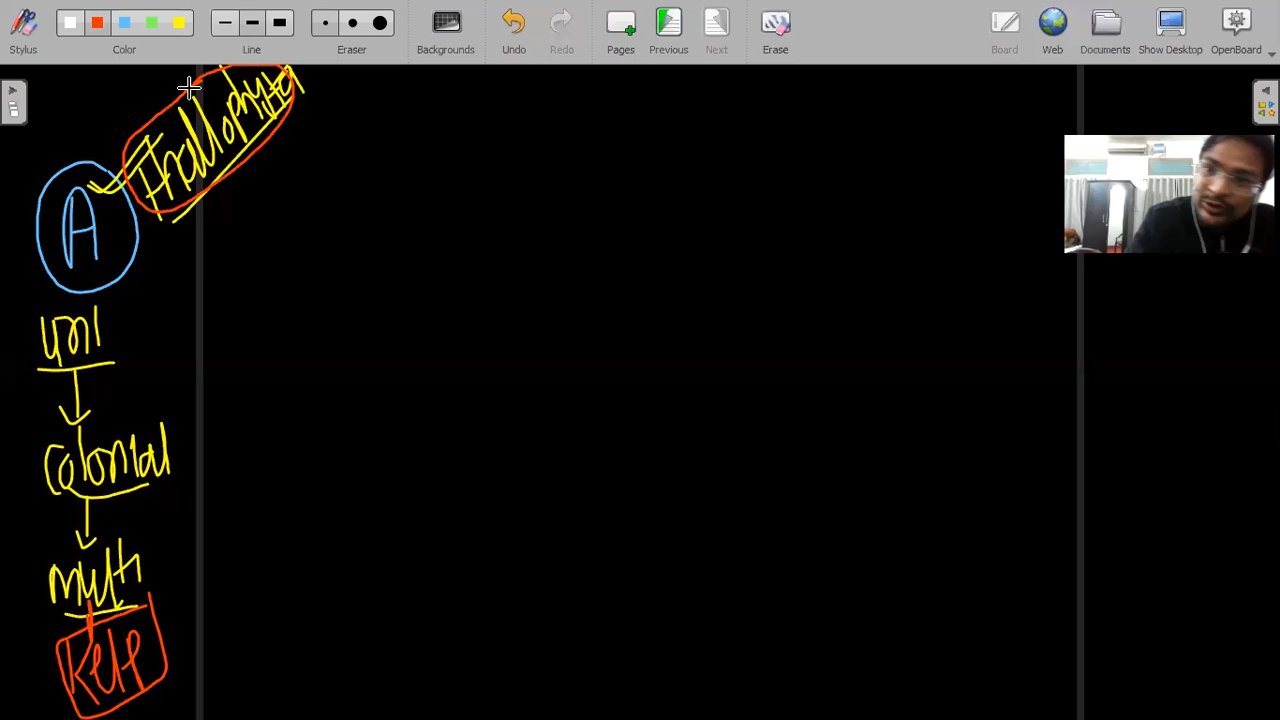 Stylus
Color
Line
Eraser
Backgrounds
Undo
Redo
Pages
Previous
Next
Erase
Board
Web
Documents
Show Desktop
OpenBoard
Thallophyta
A
uni
Colonial
multi
Kelp